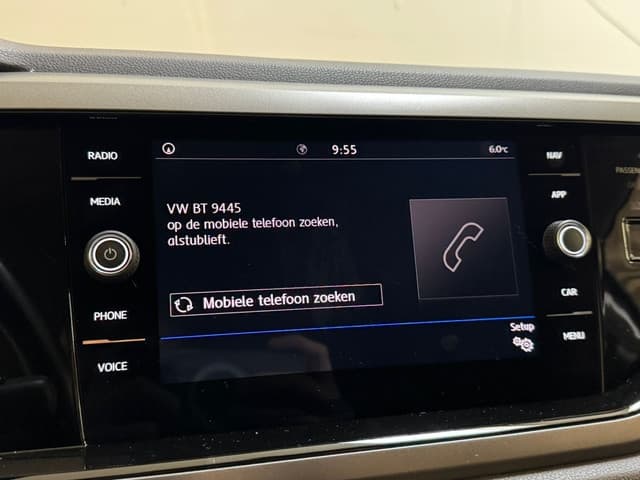 9:55
6.0°C
RADIO
MEDIA
PHONE
VOICE
VW BT 9445
op de mobiele telefoon zoeken,
alstublieft.
Mobiele telefoon zoeken
Setup
NAV
APP
CAR
MENU